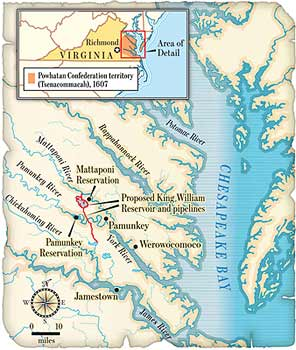 Richmond
VIRGINIA
Area of
Detail
Powhatan Confederation territory
(Tsenacommacah), 1607
Potomac River
Rappahannock River
Mattaponi River
Mattaponi
Reservation
Pamunkey River
Proposed King William
Reservoir and pipelines
Chickahominy River
Pamunkey
Pamunkey
Reservation
York River
Werowocomoco
CHESAPEAKE BAY
Jamestown
James River
N
W
E
S
0 10
miles